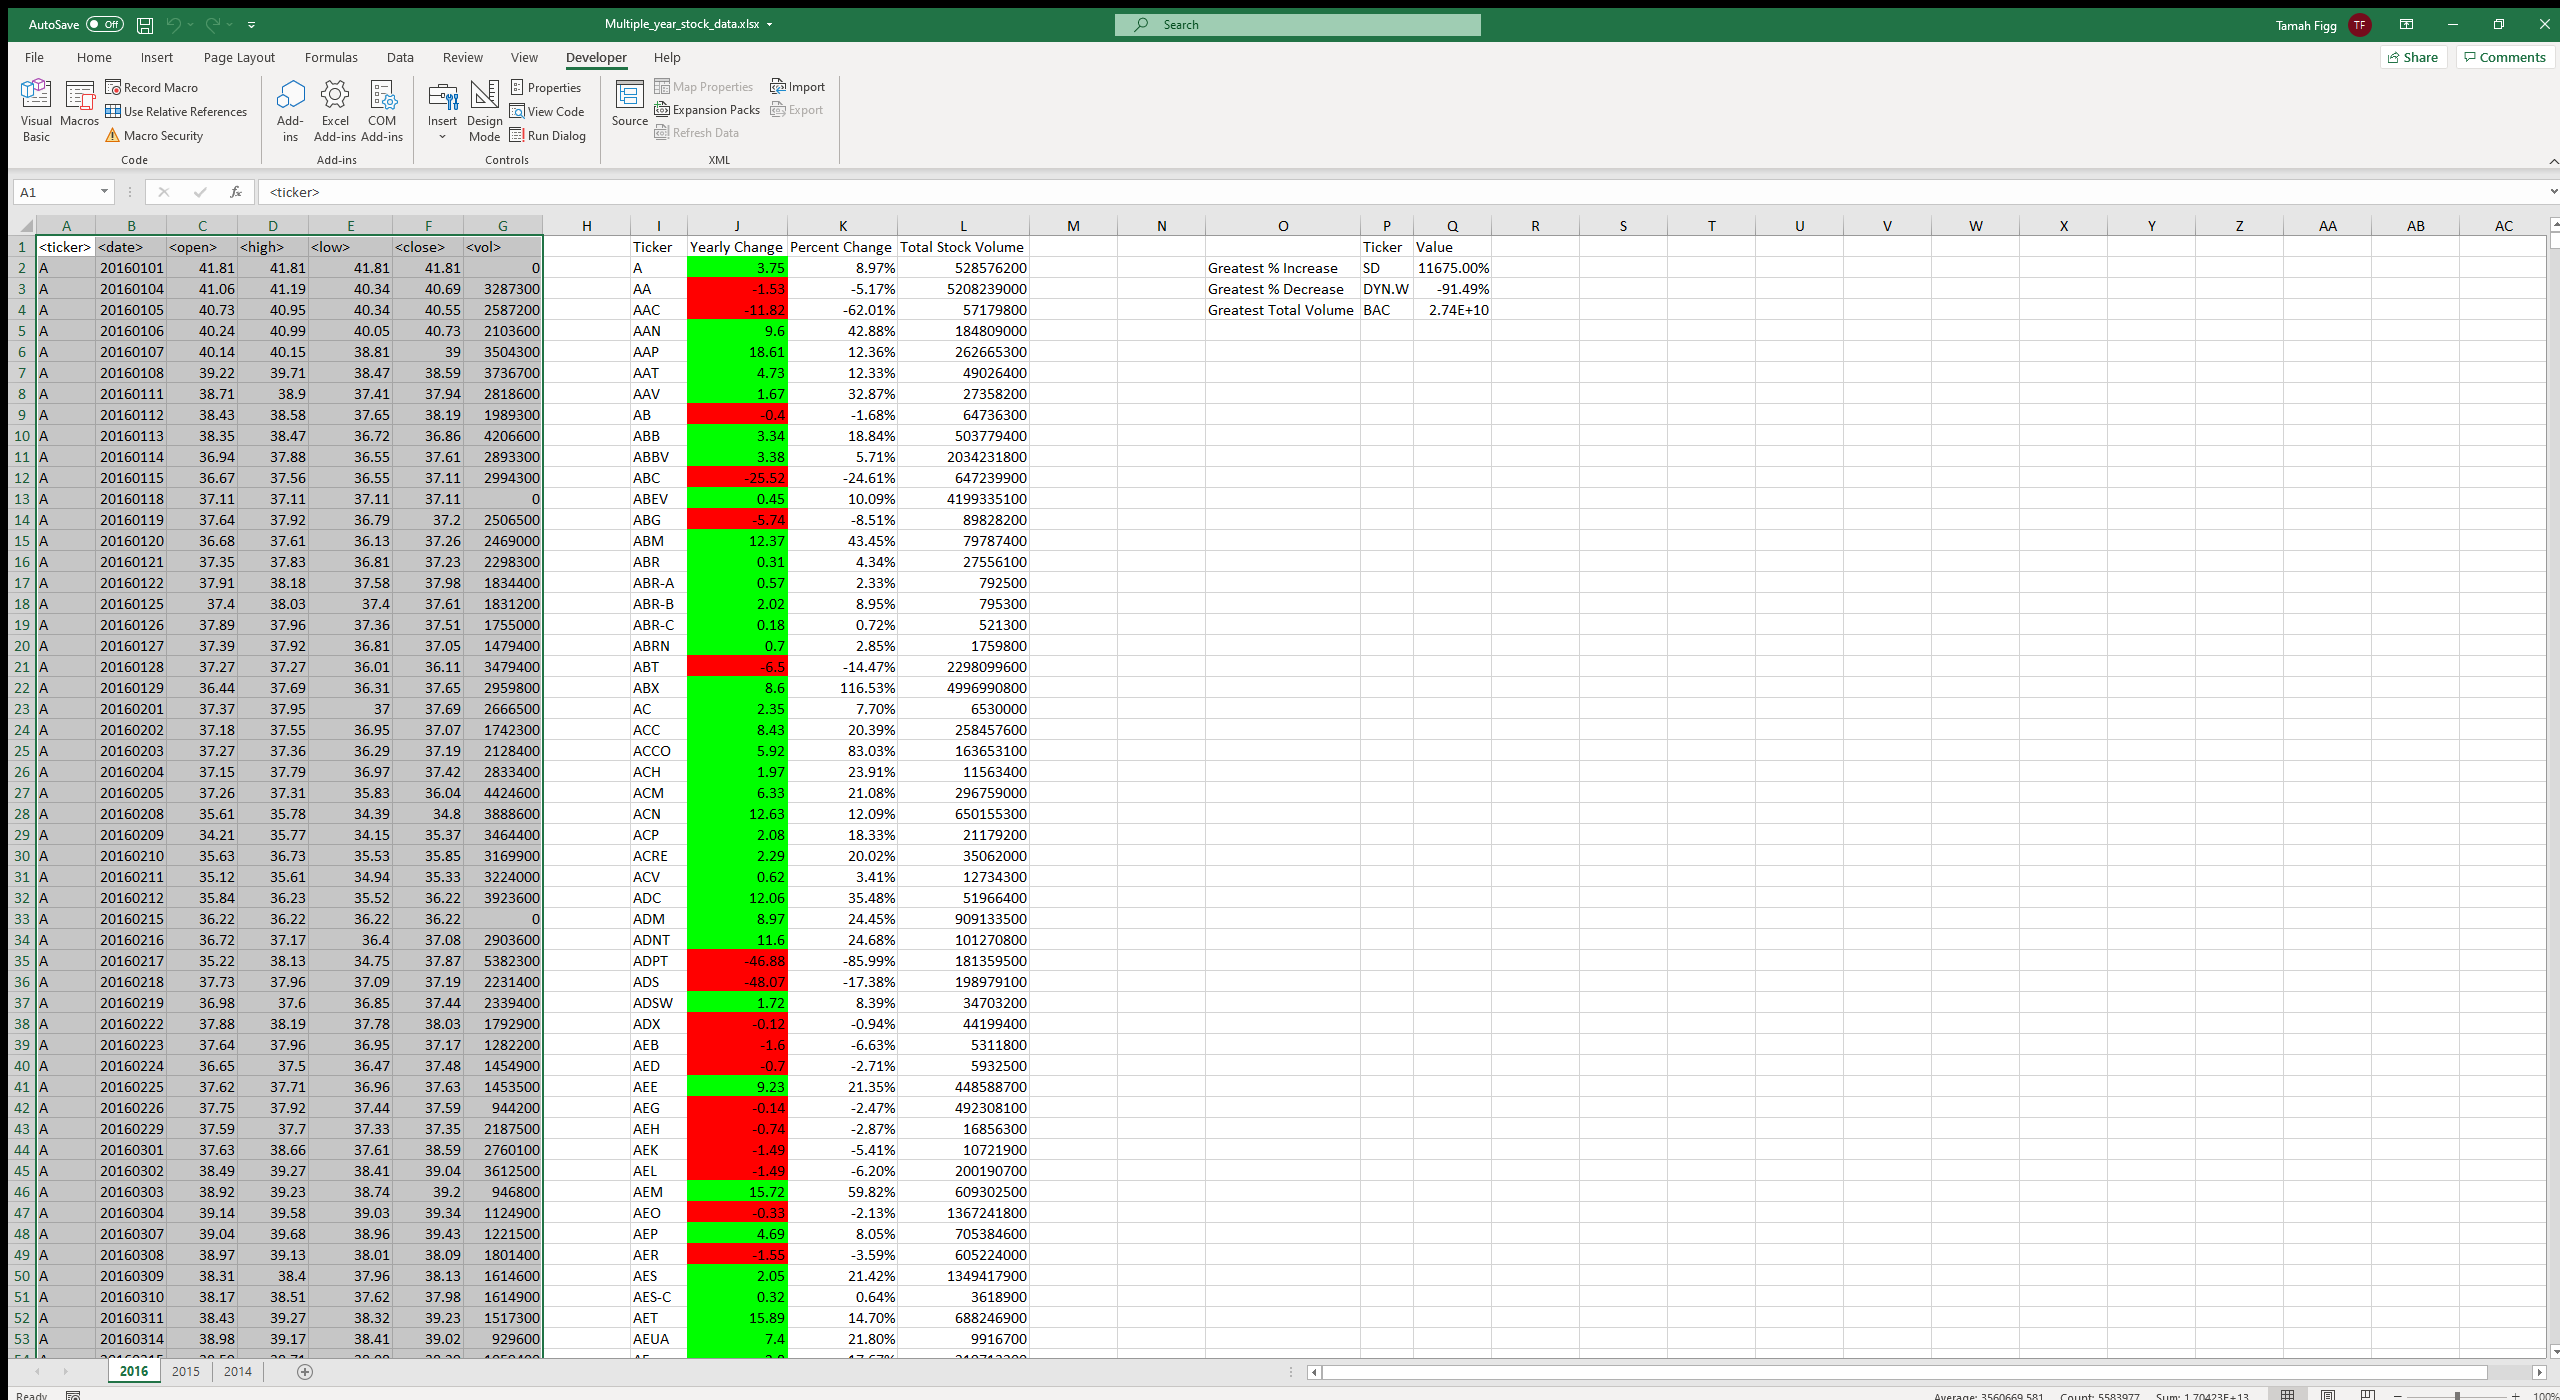 AutoSave Off Multiple_year_stock_data.xlsx Search Tamah Figg TF
File Home Insert Page Layout Formulas Data Review View Developer Help Share Comments
Visual Basic Macros Record Macro Use Relative References Macro Security Code
Add-ins Excel Add-ins COM Add-ins Add-ins
Insert Design Mode Properties View Code Run Dialog Controls
Source Map Properties Expansion Packs Refresh Data Import Export XML
A1 fx <ticker>
A B C D E F G H I J K L M N O P Q R S T U V W X Y Z AA AB AC
1 <ticker> <date> <open> <high> <low> <close> <vol> Ticker Yearly Change Percent Change Total Stock Volume Ticker Value
2 A 20160101 41.81 41.81 41.81 41.81 0 A 3.75 8.97% 528576200 Greatest % Increase SD 11675.00%
3 A 20160104 41.06 41.19 40.34 40.69 3287300 AA -1.53 -5.17% 5208239000 Greatest % Decrease DYN.W -91.49%
4 A 20160105 40.73 40.95 40.34 40.55 2587200 AAC -11.82 -62.01% 57179800 Greatest Total Volume BAC 2.74E+10
5 A 20160106 40.24 40.99 40.05 40.73 2103600 AAN 9.6 42.88% 184809000
6 A 20160107 40.14 40.15 38.81 39 3504300 AAP 18.61 12.36% 262665300
7 A 20160108 39.22 39.71 38.47 38.59 3736700 AAT 4.73 12.33% 49026400
8 A 20160111 38.71 38.9 37.41 37.94 2818600 AAV 1.67 32.87% 27358200
9 A 20160112 38.43 38.58 37.65 38.19 1989300 AB -0.4 -1.68% 64736300
10 A 20160113 38.35 38.47 36.72 36.86 4206600 ABB 3.34 18.84% 503779400
11 A 20160114 36.94 37.88 36.55 37.61 2893300 ABBV 3.38 5.71% 2034231800
12 A 20160115 36.67 37.56 36.55 37.11 2994300 ABC -25.52 -24.61% 647239900
13 A 20160118 37.11 37.11 37.11 37.11 0 ABEV 0.45 10.09% 4199335100
14 A 20160119 37.64 37.92 36.79 37.2 2506500 ABG -5.74 -8.51% 89828200
15 A 20160120 36.68 37.61 36.13 37.26 2469000 ABM 12.37 43.45% 79787400
16 A 20160121 37.35 37.83 36.81 37.23 2298300 ABR 0.31 4.34% 27556100
17 A 20160122 37.91 38.18 37.58 37.98 1834400 ABR-A 0.57 2.33% 792500
18 A 20160125 37.4 38.03 37.4 37.61 1831200 ABR-B 2.02 8.95% 795300
19 A 20160126 37.89 37.96 37.36 37.51 1755000 ABR-C 0.18 0.72% 521300
20 A 20160127 37.39 37.92 36.81 37.05 1479400 ABRN 0.7 2.85% 1759800
21 A 20160128 37.27 37.27 36.01 36.11 3479400 ABT -6.5 -14.47% 2298099600
22 A 20160129 36.44 37.69 36.31 37.65 2959800 ABX 8.6 116.53% 4996990800
23 A 20160201 37.37 37.95 37 37.69 2666500 AC 2.35 7.70% 6530000
24 A 20160202 37.18 37.55 36.95 37.07 1742300 ACC 8.43 20.39% 258457600
25 A 20160203 37.27 37.36 36.29 37.19 2128400 ACCO 5.92 83.03% 163653100
26 A 20160204 37.15 37.79 36.97 37.42 2833400 ACH 1.97 23.91% 11563400
27 A 20160205 37.26 37.31 35.83 36.04 4424600 ACM 6.33 21.08% 296759000
28 A 20160208 35.61 35.78 34.39 34.8 3888600 ACN 12.63 12.09% 650155300
29 A 20160209 34.21 35.77 34.15 35.37 3464400 ACP 2.08 18.33% 21179200
30 A 20160210 35.63 36.73 35.53 35.85 3169900 ACRE 2.29 20.02% 35062000
31 A 20160211 35.12 35.61 34.94 35.33 3224000 ACV 0.62 3.41% 12734300
32 A 20160212 35.84 36.23 35.52 36.22 3923600 ADC 12.06 35.48% 51966400
33 A 20160215 36.22 36.22 36.22 36.22 0 ADM 8.97 24.45% 909133500
34 A 20160216 36.72 37.17 36.4 37.08 2903600 ADNT 11.6 24.68% 101270800
35 A 20160217 35.22 38.13 34.75 37.87 5382300 ADPT -46.88 -85.99% 181359500
36 A 20160218 37.73 37.96 37.09 37.19 2231400 ADS -48.07 -17.38% 198979100
37 A 20160219 36.98 37.6 36.85 37.44 2339400 ADSW 1.72 8.39% 34703200
38 A 20160222 37.88 38.19 37.78 38.03 1792900 ADX -0.12 -0.94% 44199400
39 A 20160223 37.64 37.96 36.95 37.17 1282200 AEB -1.6 -6.63% 5311800
40 A 20160224 36.65 37.5 36.47 37.48 1454900 AED -0.7 -2.71% 5932500
41 A 20160225 37.62 37.71 36.96 37.63 1453500 AEE 9.23 21.35% 448588700
42 A 20160226 37.75 37.92 37.44 37.59 944200 AEG -0.14 -2.47% 492308100
43 A 20160229 37.59 37.7 37.33 37.35 2187500 AEH -0.74 -2.87% 16856300
44 A 20160301 37.63 38.66 37.61 38.59 2760100 AEK -1.49 -5.41% 10721900
45 A 20160302 38.49 39.27 38.41 39.04 3612500 AEL -1.49 -6.20% 200190700
46 A 20160303 38.92 39.23 38.74 39.2 946800 AEM 15.72 59.82% 609302500
47 A 20160304 39.14 39.58 39.03 39.34 1124900 AEO -0.33 -2.13% 1367241800
48 A 20160307 39.04 39.68 38.96 39.43 1221500 AEP 4.69 8.05% 705384600
49 A 20160308 38.97 39.13 38.01 38.09 1801400 AER -1.55 -3.59% 605224000
50 A 20160309 38.31 38.4 37.96 38.13 1614600 AES 2.05 21.42% 1349417900
51 A 20160310 38.17 38.51 37.62 37.98 1614900 AES-C 0.32 0.64% 3618900
52 A 20160311 38.43 39.27 38.32 39.23 1517300 AET 15.89 14.70% 688246900
53 A 20160314 38.98 39.17 38.41 39.02 929600 AEUA 7.4 21.80% 9916700
2016 2015 2014
Ready Average: 3560669.581 Count: 5583977 Sum: 1.70423E+13 100%